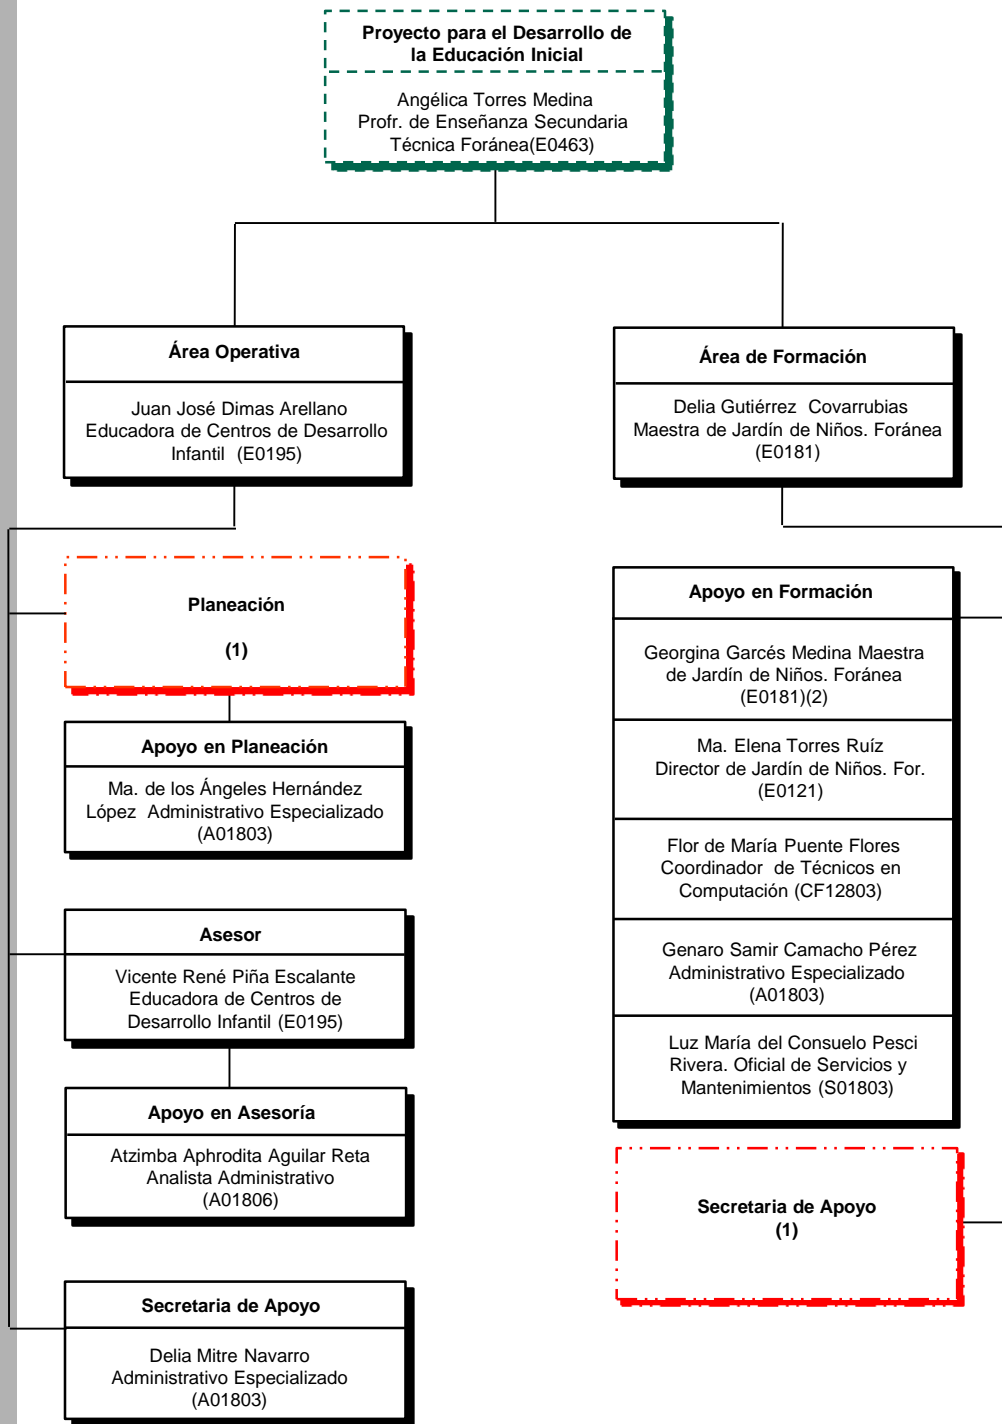 Proyecto para el Desarrollo de
la Educación Inicial
Angélica Torres Medina
Profr. de Enseñanza Secundaria
Técnica Foránea(E0463)
Área Operativa
Juan José Dimas Arellano
Educadora de Centros de Desarrollo
Infantil (E0195)
Planeación
(1)
Apoyo en Planeación
Ma. de los Ángeles Hernández
López Administrativo Especializado
(A01803)
Asesor
Vicente René Piña Escalante
Educadora de Centros de
Desarrollo Infantil (E0195)
Apoyo en Asesoría
Atzimba Aphrodita Aguilar Reta
Analista Administrativo
(A01806)
Secretaria de Apoyo
Delia Mitre Navarro
Administrativo Especializado
(A01803)
Área de Formación
Delia Gutiérrez Covarrubias
Maestra de Jardín de Niños. Foránea
(E0181)
Apoyo en Formación
Georgina Garcés Medina Maestra
de Jardín de Niños. Foránea
(E0181)(2)
Ma. Elena Torres Ruíz
Director de Jardín de Niños. For.
(E0121)
Flor de María Puente Flores
Coordinador de Técnicos en
Computación (CF12803)
Genaro Samir Camacho Pérez
Administrativo Especializado
(A01803)
Luz María del Consuelo Pesci
Rivera. Oficial de Servicios y
Mantenimientos (S01803)
Secretaria de Apoyo
(1)